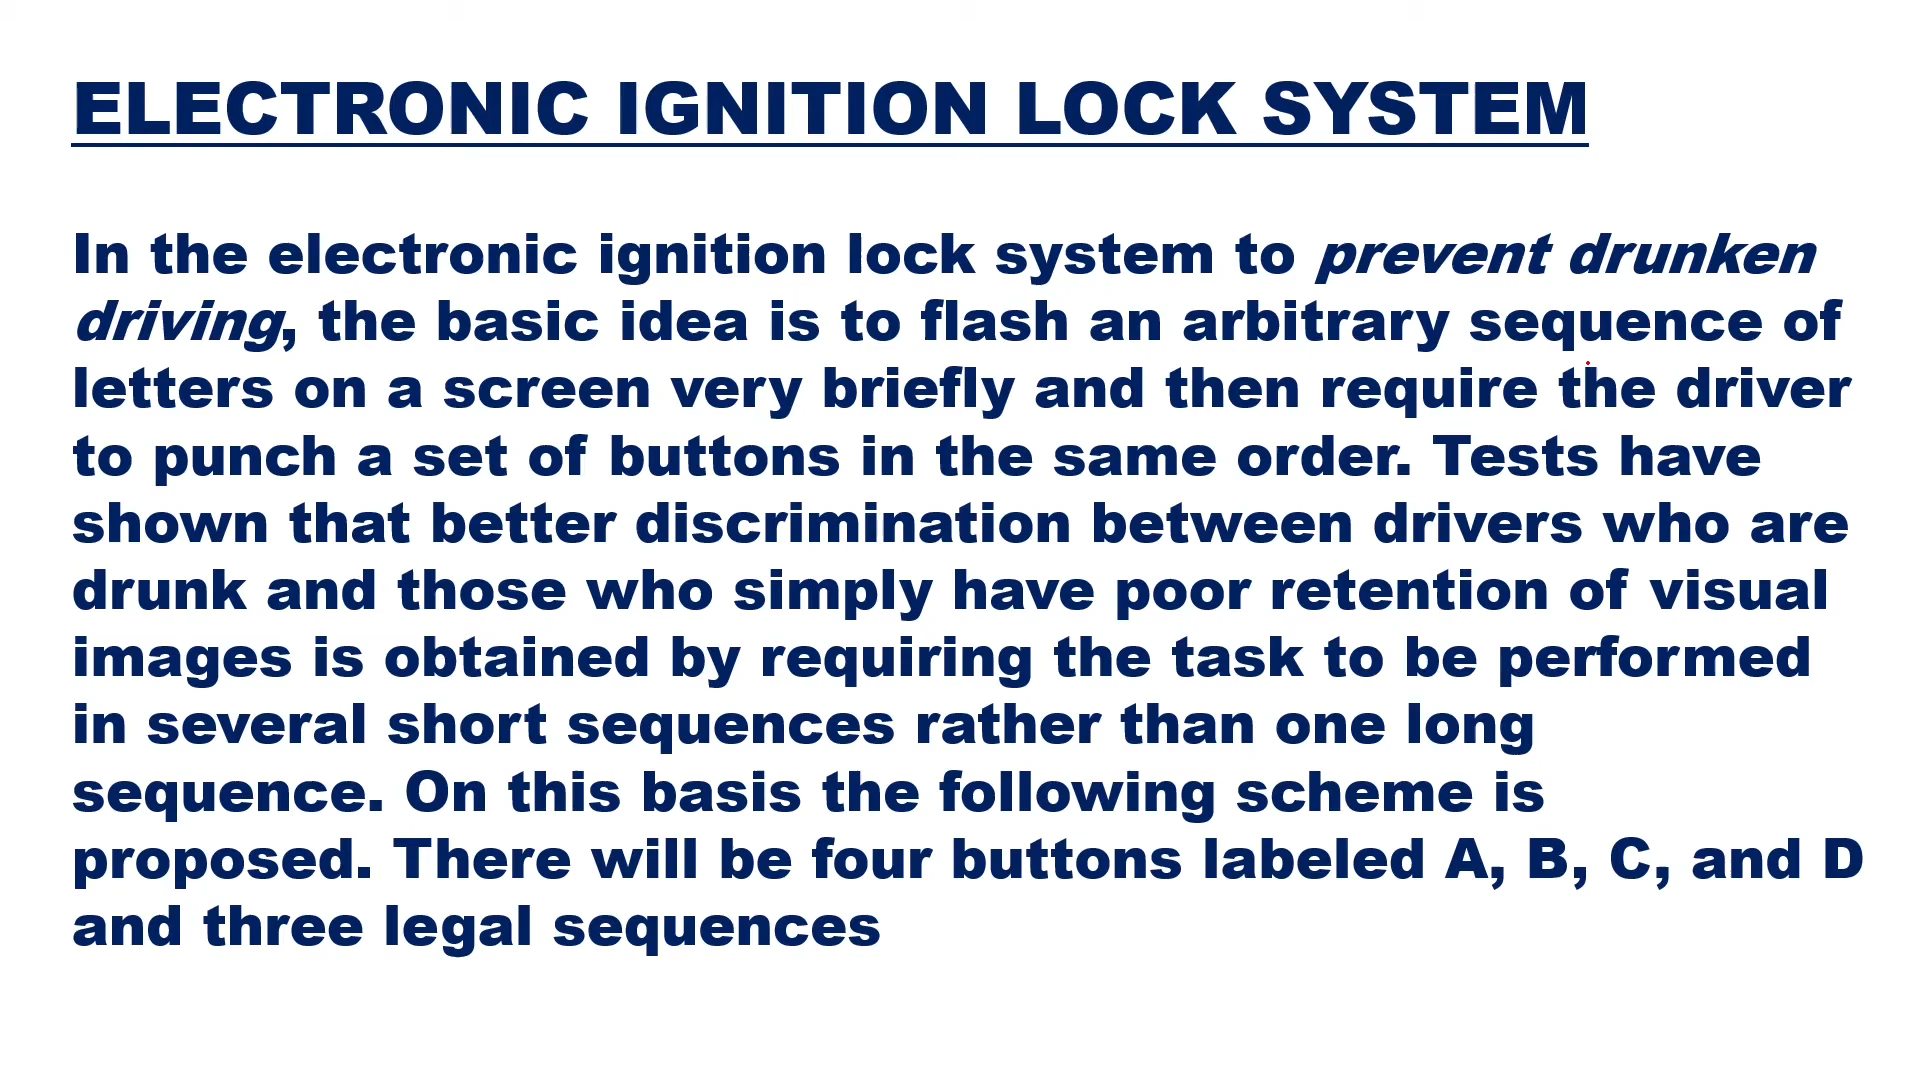 ELECTRONIC IGNITION LOCK SYSTEM
In the electronic ignition lock system to prevent drunken
driving, the basic idea is to flash an arbitrary sequence of
letters on a screen very briefly and then require the driver
to punch a set of buttons in the same order. Tests have
shown that better discrimination between drivers who are
drunk and those who simply have poor retention of visual
images is obtained by requiring the task to be performed
in several short sequences rather than one long
sequence. On this basis the following scheme is
proposed. There will be four buttons labeled A, B, C, and D
and three legal sequences